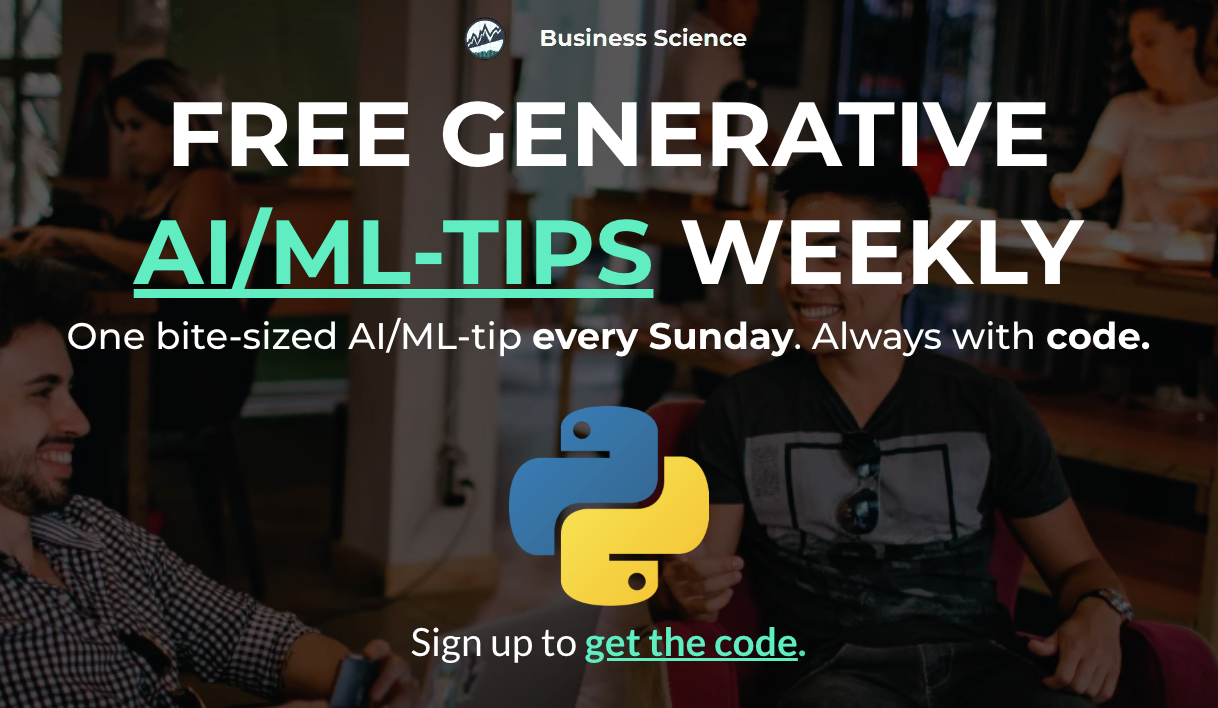 Business Science
FREE GENERATIVE
AI/ML-TIPS WEEKLY
One bite-sized AI/ML-tip every Sunday. Always with code.
Sign up to get the code.